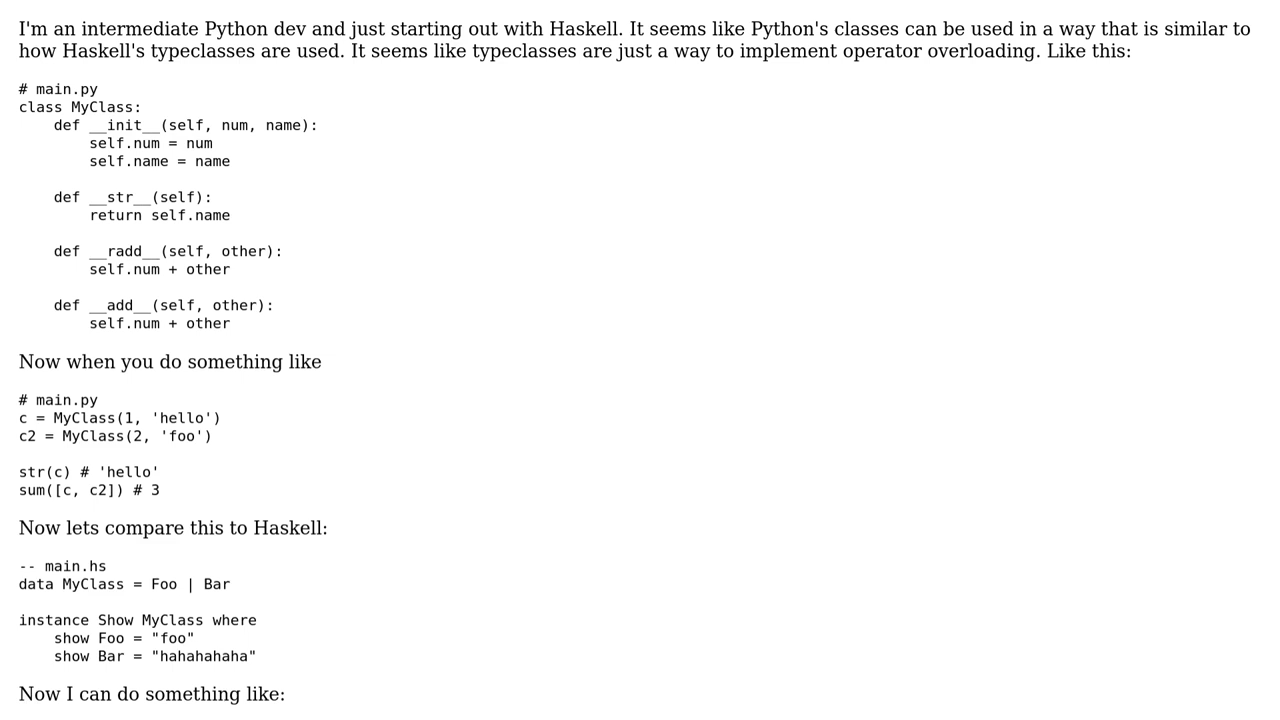 I'm an intermediate Python dev and just starting out with Haskell. It seems like Python's classes can be used in a way that is similar to
how Haskell's typeclasses are used. It seems like typeclasses are just a way to implement operator overloading. Like this:
# main.py
class MyClass:
    def __init__(self, num, name):
        self.num = num
        self.name = name
    def __str__(self):
        return self.name
    def __radd__(self, other):
        self.num + other
    def __add__(self, other):
        self.num + other
Now when you do something like
# main.py
c = MyClass(1, 'hello')
c2 = MyClass(2, 'foo')
str(c) # 'hello'
sum([c, c2]) # 3
Now lets compare this to Haskell:
-- main.hs
data MyClass = Foo | Bar
instance Show MyClass where
    show Foo = "foo"
    show Bar = "hahahahaha"
Now I can do something like: